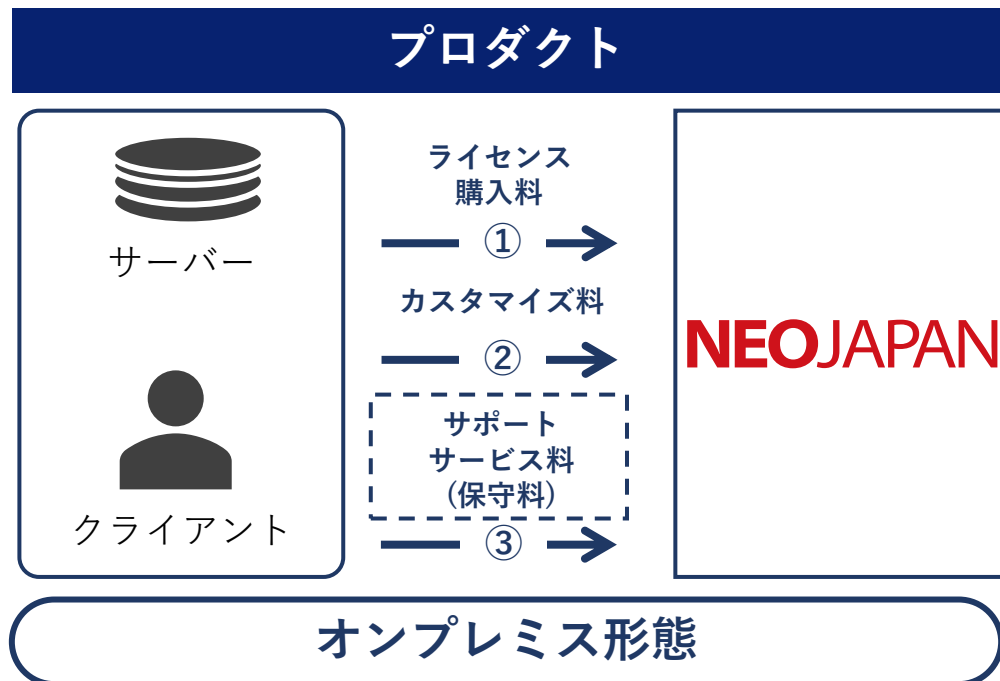 プロダクト
サーバー
クライアント
ライセンス
購入料
①
カスタマイズ料
②
サポート
サービス料
(保守料)
③
NEOJAPAN
オンプレミス形態